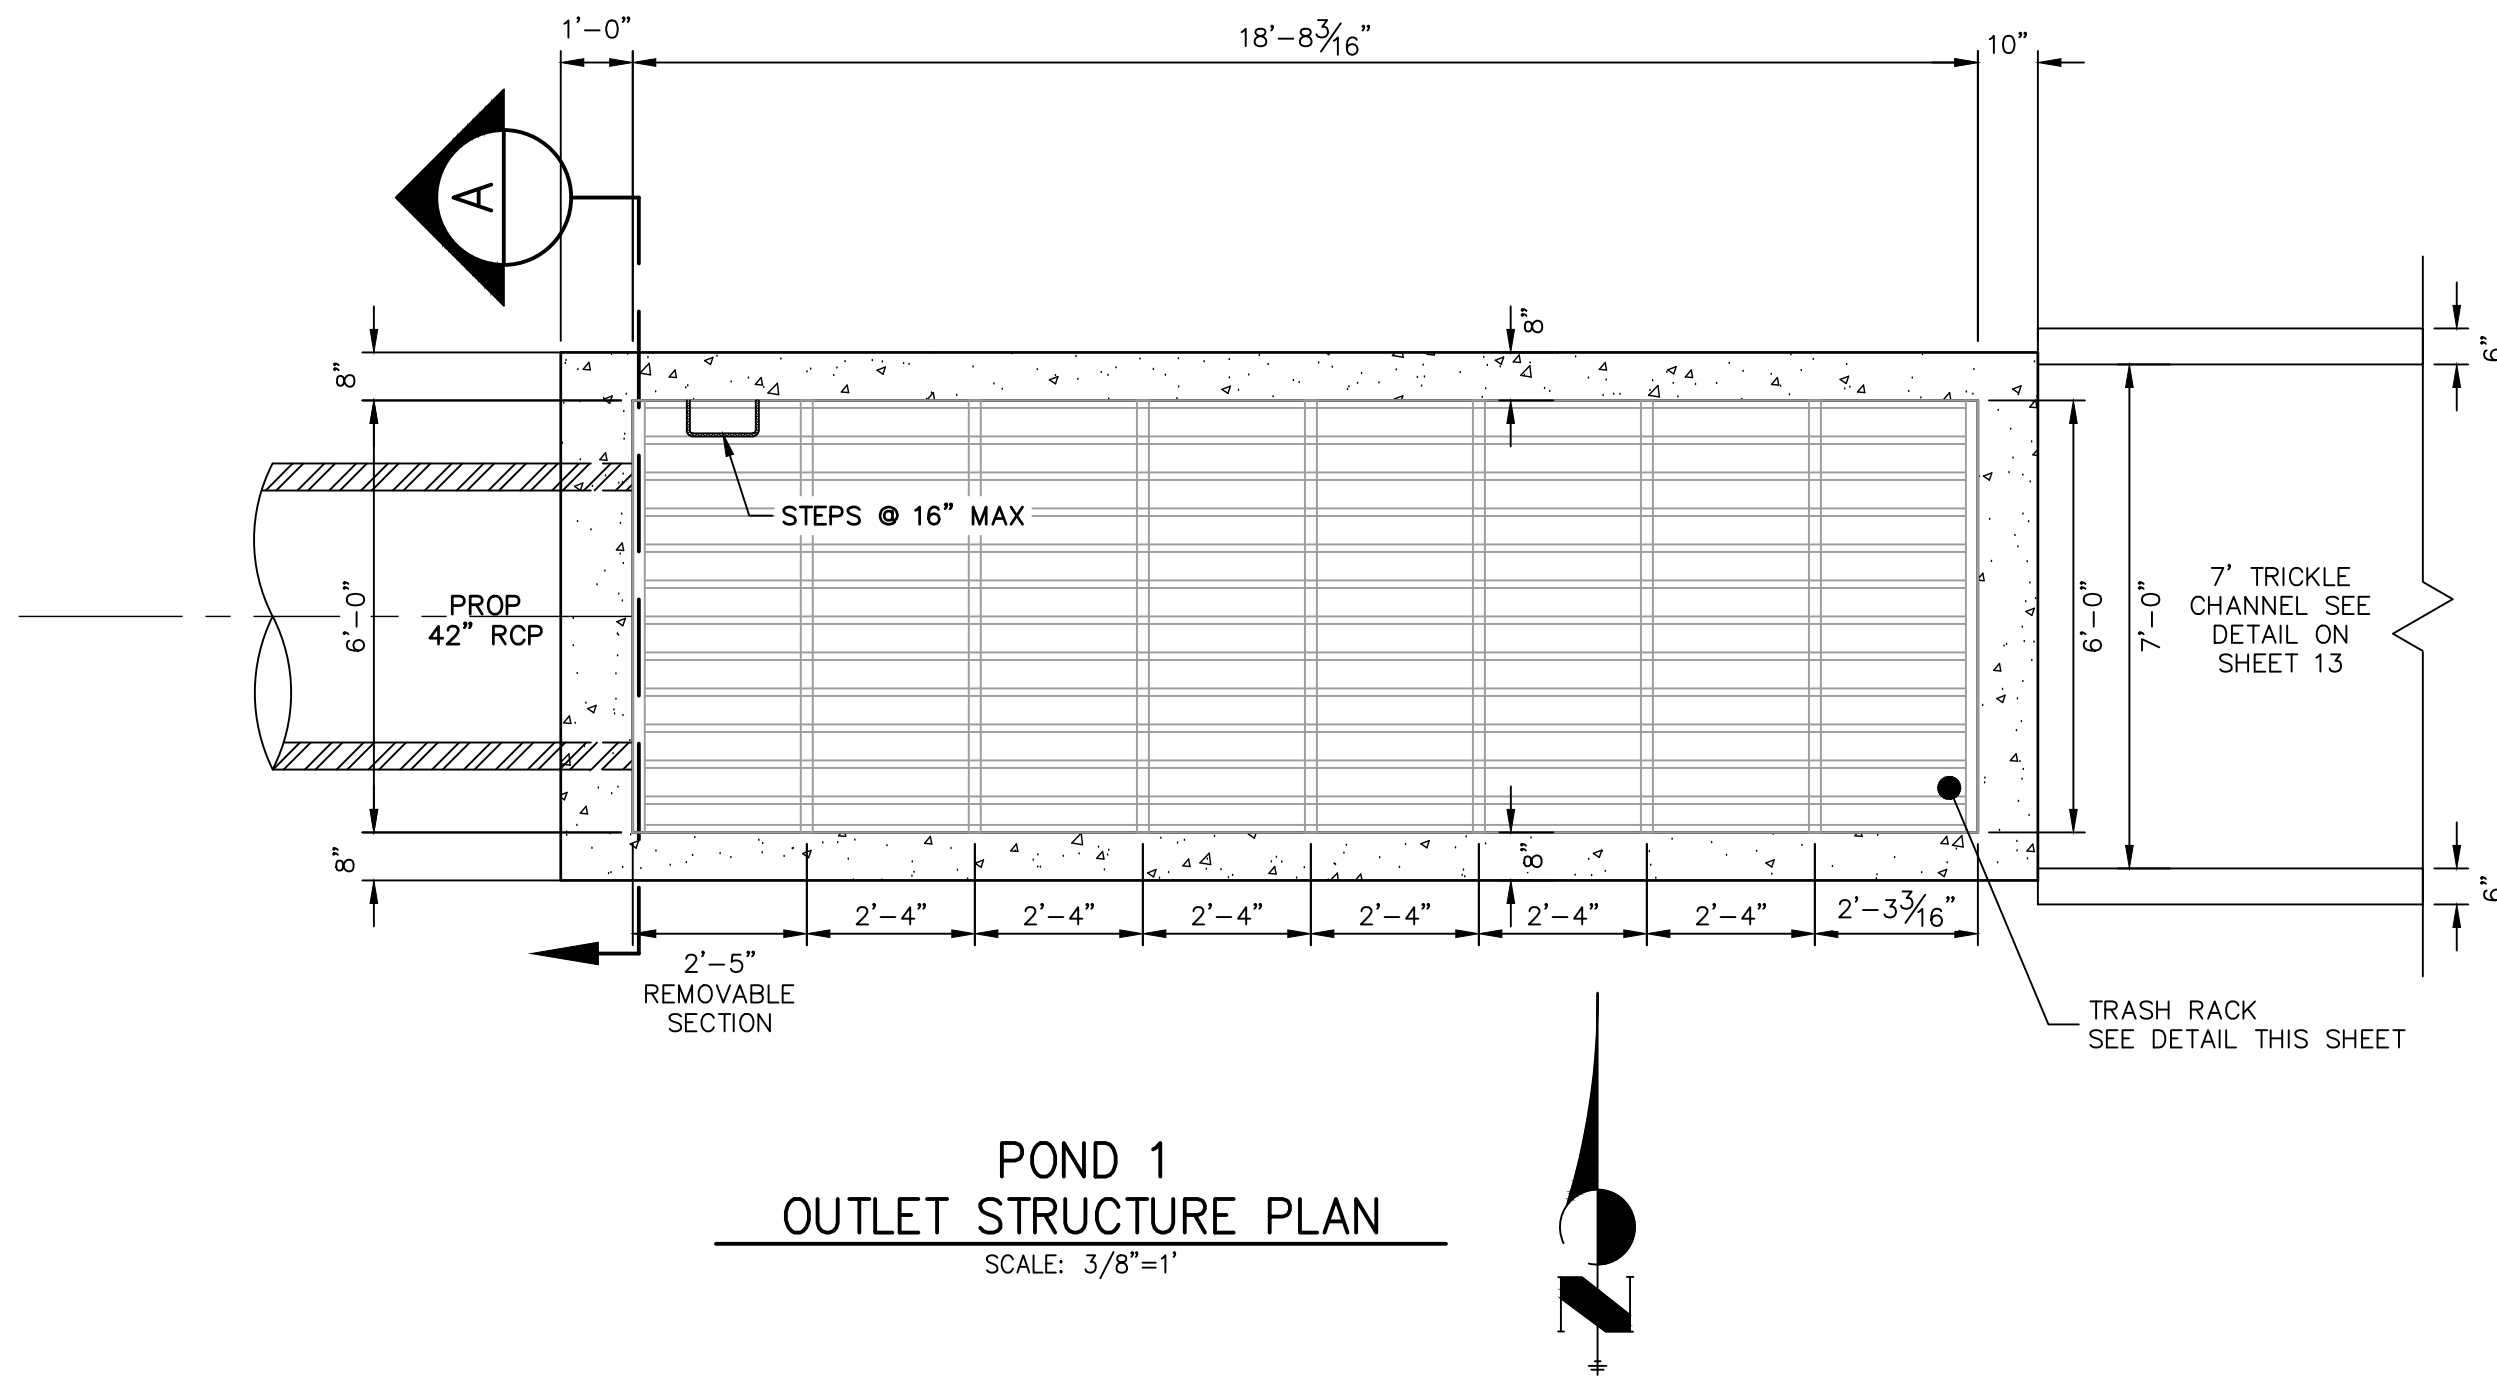 1'-0"
18'-8 3/16"
10"
A
8"
8"
6"
STEPS @ 16" MAX
PROP
42" RCP
6'-0"
6'-0"
7'-0"
7' TRICKLE
CHANNEL SEE
DETAIL ON
SHEET 13
8"
8"
6"
2'-4"
2'-4"
2'-4"
2'-4"
2'-4"
2'-4"
2'-3 3/16"
2'-5"
REMOVABLE
SECTION
TRASH RACK
SEE DETAIL THIS SHEET
POND 1
OUTLET STRUCTURE PLAN
SCALE: 3/8"=1'
N